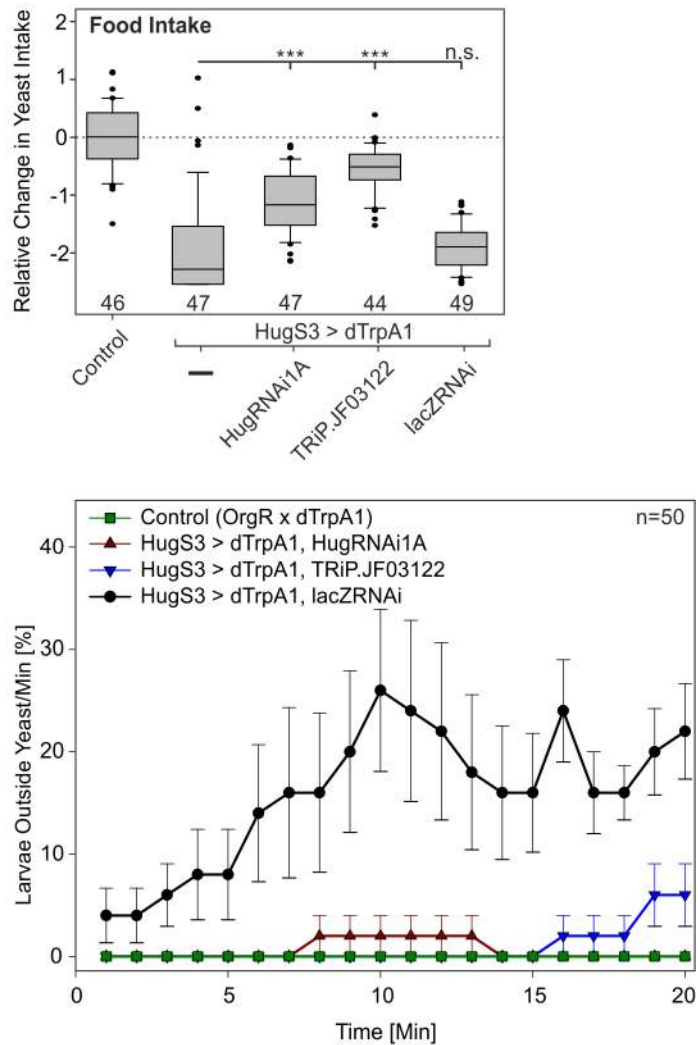 Food Intake
*** *** n.s.
Relative Change in Yeast Intake
2
1
0
-1
-2
46 47 47 44 49
HugS3 > dTrpA1
Control
–
HugRNAi1A
TRiP.JF03122
lacZRNAi
Control (OrgR x dTrpA1)
n=50
HugS3 > dTrpA1, HugRNAi1A
HugS3 > dTrpA1, TRiP.JF03122
HugS3 > dTrpA1, lacZRNAi
Larvae Outside Yeast/Min [%]
40
30
20
10
0
0 5 10 15 20
Time [Min]